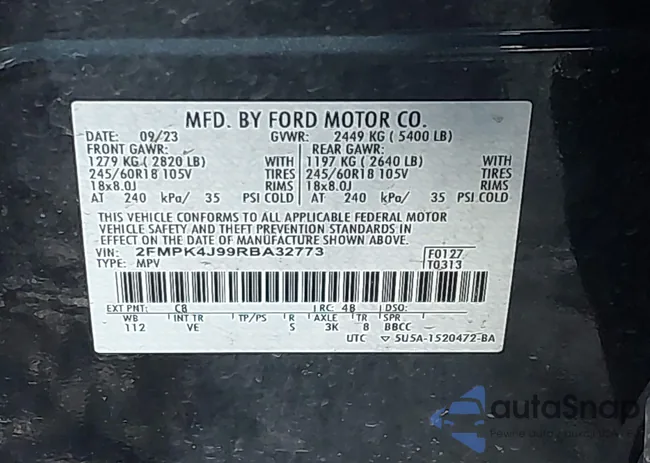 MFD. BY FORD MOTOR CO.
DATE: 09/23 GVWR: 2449 KG ( 5400 LB)
FRONT GAWR: REAR GAWR:
1279 KG ( 2820 LB) WITH 1197 KG ( 2640 LB) WITH
245/60R18 105V TIRES 245/60R18 105V TIRES
18x8.0J RIMS 18x8.0J RIMS
AT 240 kPa/ 35 PSI COLD AT 240 kPa/ 35 PSI COLD
THIS VEHICLE CONFORMS TO ALL APPLICABLE FEDERAL MOTOR
VEHICLE SAFETY AND THEFT PREVENTION STANDARDS IN
EFFECT ON THE DATE OF MANUFACTURE SHOWN ABOVE.
VIN: 2FMPK4J99RBA32773 F0127
TYPE: MPV T0313
EXT PNT: C8 RC: 48 DSO:
WB INT TR TP/PS R AXLE TR SPR
112 VE S 3K 8 BBCC
UTC ▽ 5U5A-1520472-BA
autaSnap
Pewne auto z rynku wtórnego